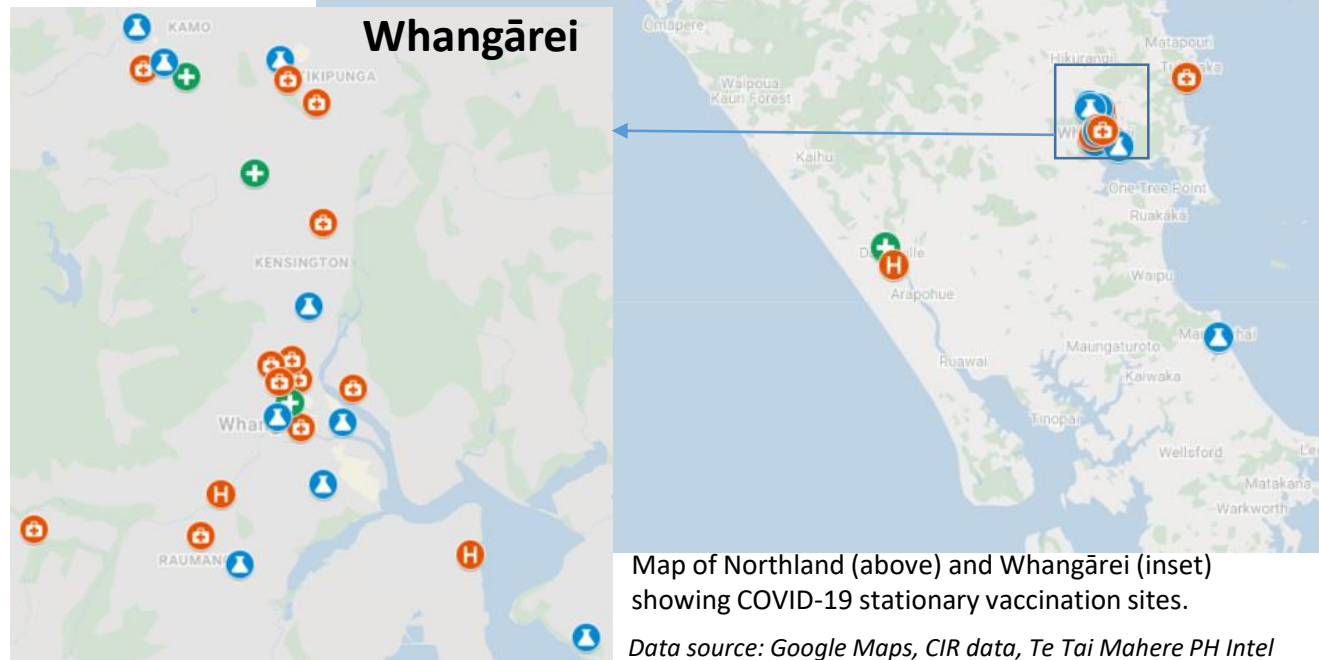 Whangārei
KAMO
KENSINGTON
Omapere
Waipoua
Kauri Forest
Hikurangi
Matapouri
Kaihu
One Tree Point
Ruakaka
Arapohue
Waipu
Maungaturoto
Ruawai
Kaiwaka
Tinopai
Wellsford
Matakana
Warkworth
H
H
H
Map of Northland (above) and Whangārei (inset)
showing COVID-19 stationary vaccination sites.
Data source: Google Maps, CIR data, Te Tai Mahere PH Intel